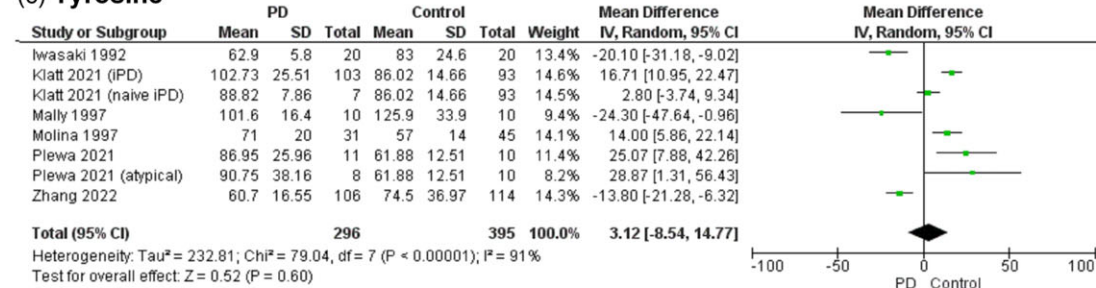 (c) Tyrosine
PD Control Mean Difference Mean Difference
Study or Subgroup Mean SD Total Mean SD Total Weight IV, Random, 95% CI IV, Random, 95% CI
Iwasaki 1992 62.9 5.8 20 83 24.6 20 13.4% -20.10 [-31.18, -9.02]
Klatt 2021 (iPD) 102.73 25.51 103 86.02 14.66 93 14.8% 16.71 [10.95, 22.47]
Klatt 2021 (naive iPD) 88.82 7.86 7 86.02 14.66 93 14.5% 2.80 [-3.74, 9.34]
Mally 1997 101.6 16.4 10 125.9 33.9 10 9.4% -24.30 [-47.64, -0.96]
Molina 1997 71 20 31 57 14 45 14.1% 14.00 [5.86, 22.14]
Plewa 2021 86.95 25.96 11 61.88 12.51 10 11.4% 25.07 [7.88, 42.26]
Plewa 2021 (atypical) 90.75 38.16 8 61.88 12.51 10 8.2% 28.87 [1.31, 56.43]
Zhang 2022 60.7 16.55 106 74.5 36.97 114 14.3% -13.80 [-21.28, -6.32]
Total (95% CI) 296 395 100.0% 3.12 [-8.54, 14.77]
Heterogeneity: Tau² = 232.81; Chi² = 79.04, df = 7 (P < 0.00001); I² = 91%
Test for overall effect: Z = 0.52 (P = 0.60)
-100 -50 0 50 100
PD Control